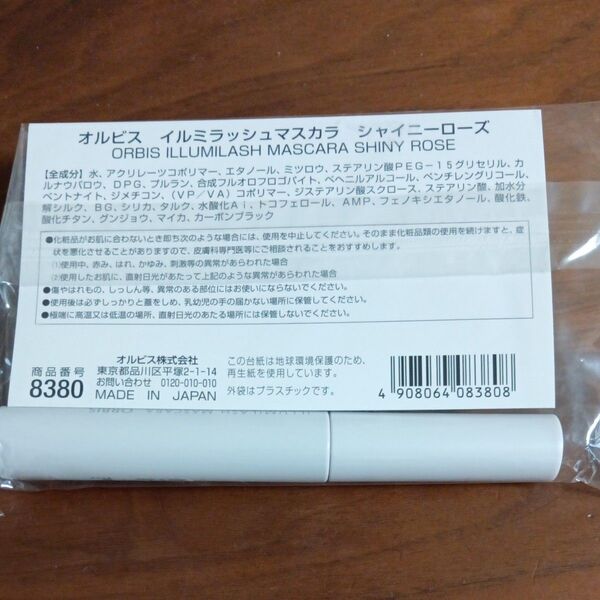 オルビス イルミラッシュマスカラ シャイニーローズ
ORBIS ILLUMILASH MASCARA SHINY ROSE
【全成分】水、アクリレーツコポリマー、エタノール、ミツロウ、ステアリン酸PEG-15グリセリル、カ
ルナウバロウ、DPG、プルラン、合成フルオロフロゴパイト、ベヘニルアルコール、ペンチレングリコール、
ベントナイト、ジメチコン、(VP/VA)コポリマー、ジステアリン酸スクロース、ステアリン酸、加水分
解シルク、BG、シリカ、タルク、水酸化Al、トコフェロール、AMP、フェノキシエタノール、酸化鉄、
酸化チタン、グンジョウ、マイカ、カーボンブラック
●化粧品がお肌に合わないとき即ち次のような場合には、使用を中止してください。そのまま化粧品類の使用を続けますと、症
状を悪化させることがありますので、皮膚科専門医等にご相談されることをおすすめします。
(1)使用中、赤み、はれ、かゆみ、刺激等の異常があらわれた場合
(2)使用したお肌に、直射日光があたって上記のような異常があらわれた場合
●傷やはれもの、しっしん等、異常のある部位にはお使いにならないでください。
●使用後は必ずしっかりと蓋をしめ、乳幼児の手の届かない場所に保管してください。
●極端に高温又は低温の場所、直射日光のあたる場所には保管しないでください。
商品番号
8380
オルビス株式会社
東京都品川区平塚2-1-14
お問い合わせ 0120-010-010
MADE IN JAPAN
この台紙は地球環境保護のため、
再生紙を使用しています。
外袋はプラスチックです。
4 908064 083808
ILLUMILASH MASCARA ORBIS